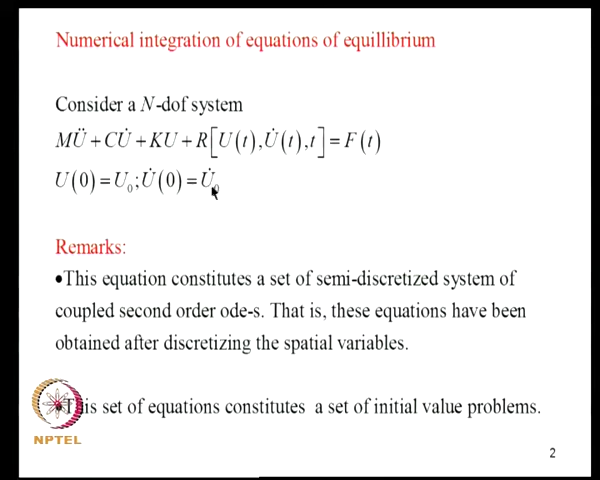 Numerical integration of equations of equillibrium
Consider a N-dof system
MÜ + CU̇ + KU + R[U(t), U̇(t), t] = F(t)
U(0) = U₀; U̇(0) = U̇₀
Remarks:
•This equation constitutes a set of semi-discretized system of
coupled second order ode-s. That is, these equations have been
obtained after discretizing the spatial variables.
•This set of equations constitutes a set of initial value problems.
NPTEL
2